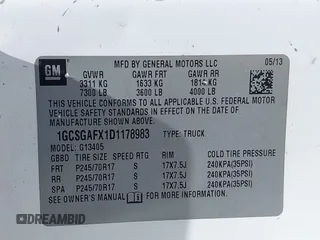 GM
MFD BY GENERAL MOTORS LLC 05/13
GVWR GAWR FRT GAWR RR
3311 KG 1633 KG 1814 KG
7300 LB 3600 LB 4000 LB
THIS VEHICLE CONFORMS TO ALL APPLICABLE
U.S. FEDERAL MOTOR VEHICLE SAFETY
STANDARDS IN EFFECT ON THE DATE OF
MANUFACTURE SHOWN ABOVE.
1GCSGAFX1D1178983 TYPE: TRUCK
MODEL: G13405
GBBD TIRE SIZE SPEED RTG RIM COLD TIRE PRESSURE
FRT P245/70R17 S 17X7.5J 240KPA(35PSI)
RR P245/70R17 S 17X7.5J 240KPA(35PSI)
SPA P245/70R17 S 17X7.5J 240KPA(35PSI)
SEE OWNER'S MANUAL
FOR MORE INFORMATION.
DREAMBID